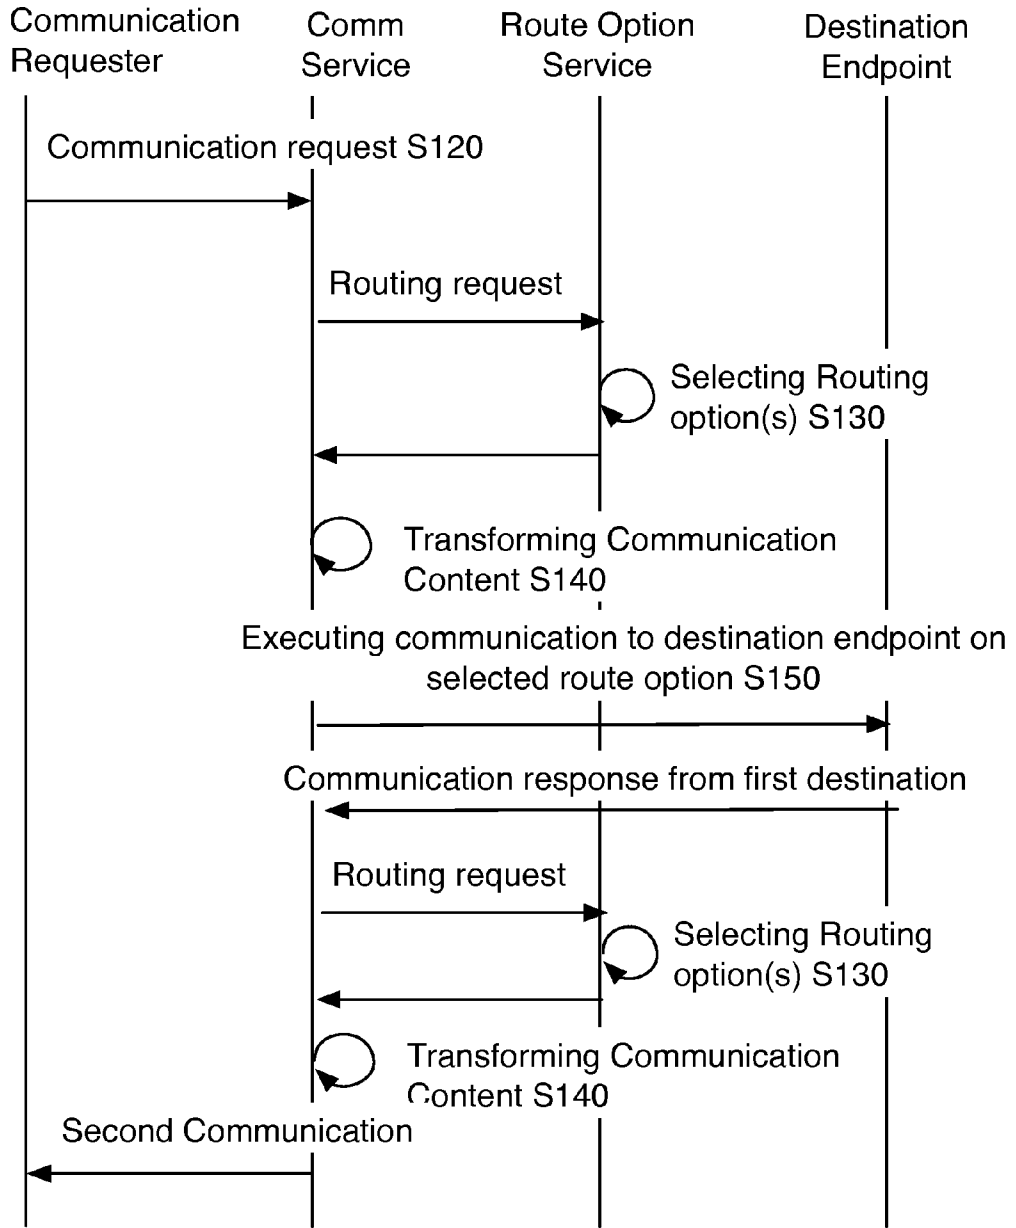 Communication
Requester
Comm
Service
Route Option
Service
Destination
Endpoint
Communication request S120
Routing request
Selecting Routing
option(s) S130
Transforming Communication
Content S140
Executing communication to destination endpoint on
selected route option S150
Communication response from first destination
Routing request
Selecting Routing
option(s) S130
Transforming Communication
Content S140
Second Communication